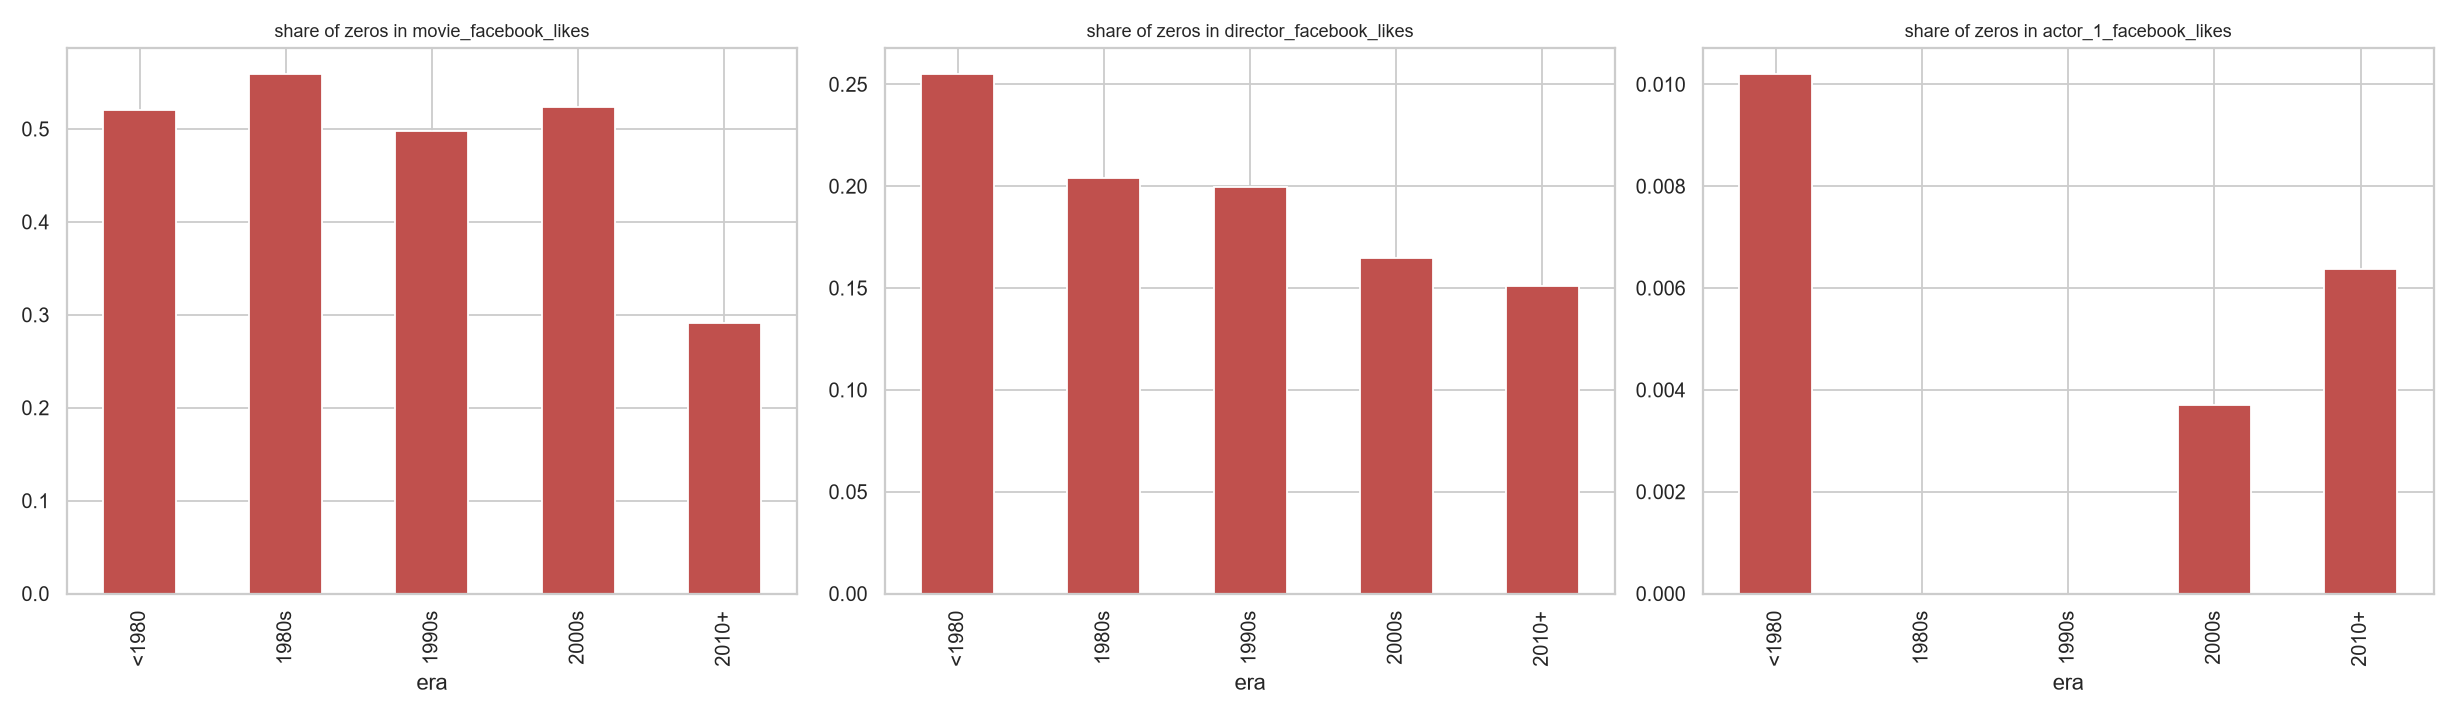 share of zeros in movie_facebook_likes
0.5
0.4
0.3
0.2
0.1
0.0
<1980
1980s
1990s
2000s
2010+
era
share of zeros in director_facebook_likes
0.25
0.20
0.15
0.10
0.05
0.00
<1980
1980s
1990s
2000s
2010+
era
share of zeros in actor_1_facebook_likes
0.010
0.008
0.006
0.004
0.002
0.000
<1980
1980s
1990s
2000s
2010+
era